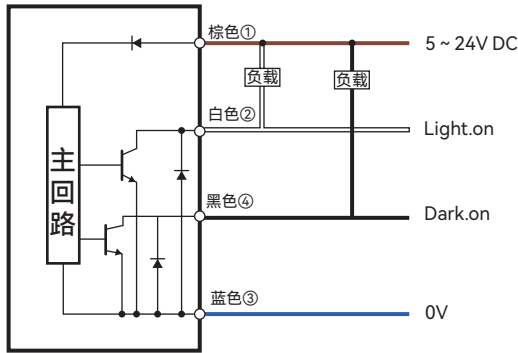 棕色①
5 ~ 24V DC
负载
负载
白色②
Light.on
主回路
黑色④
Dark.on
蓝色③
0V